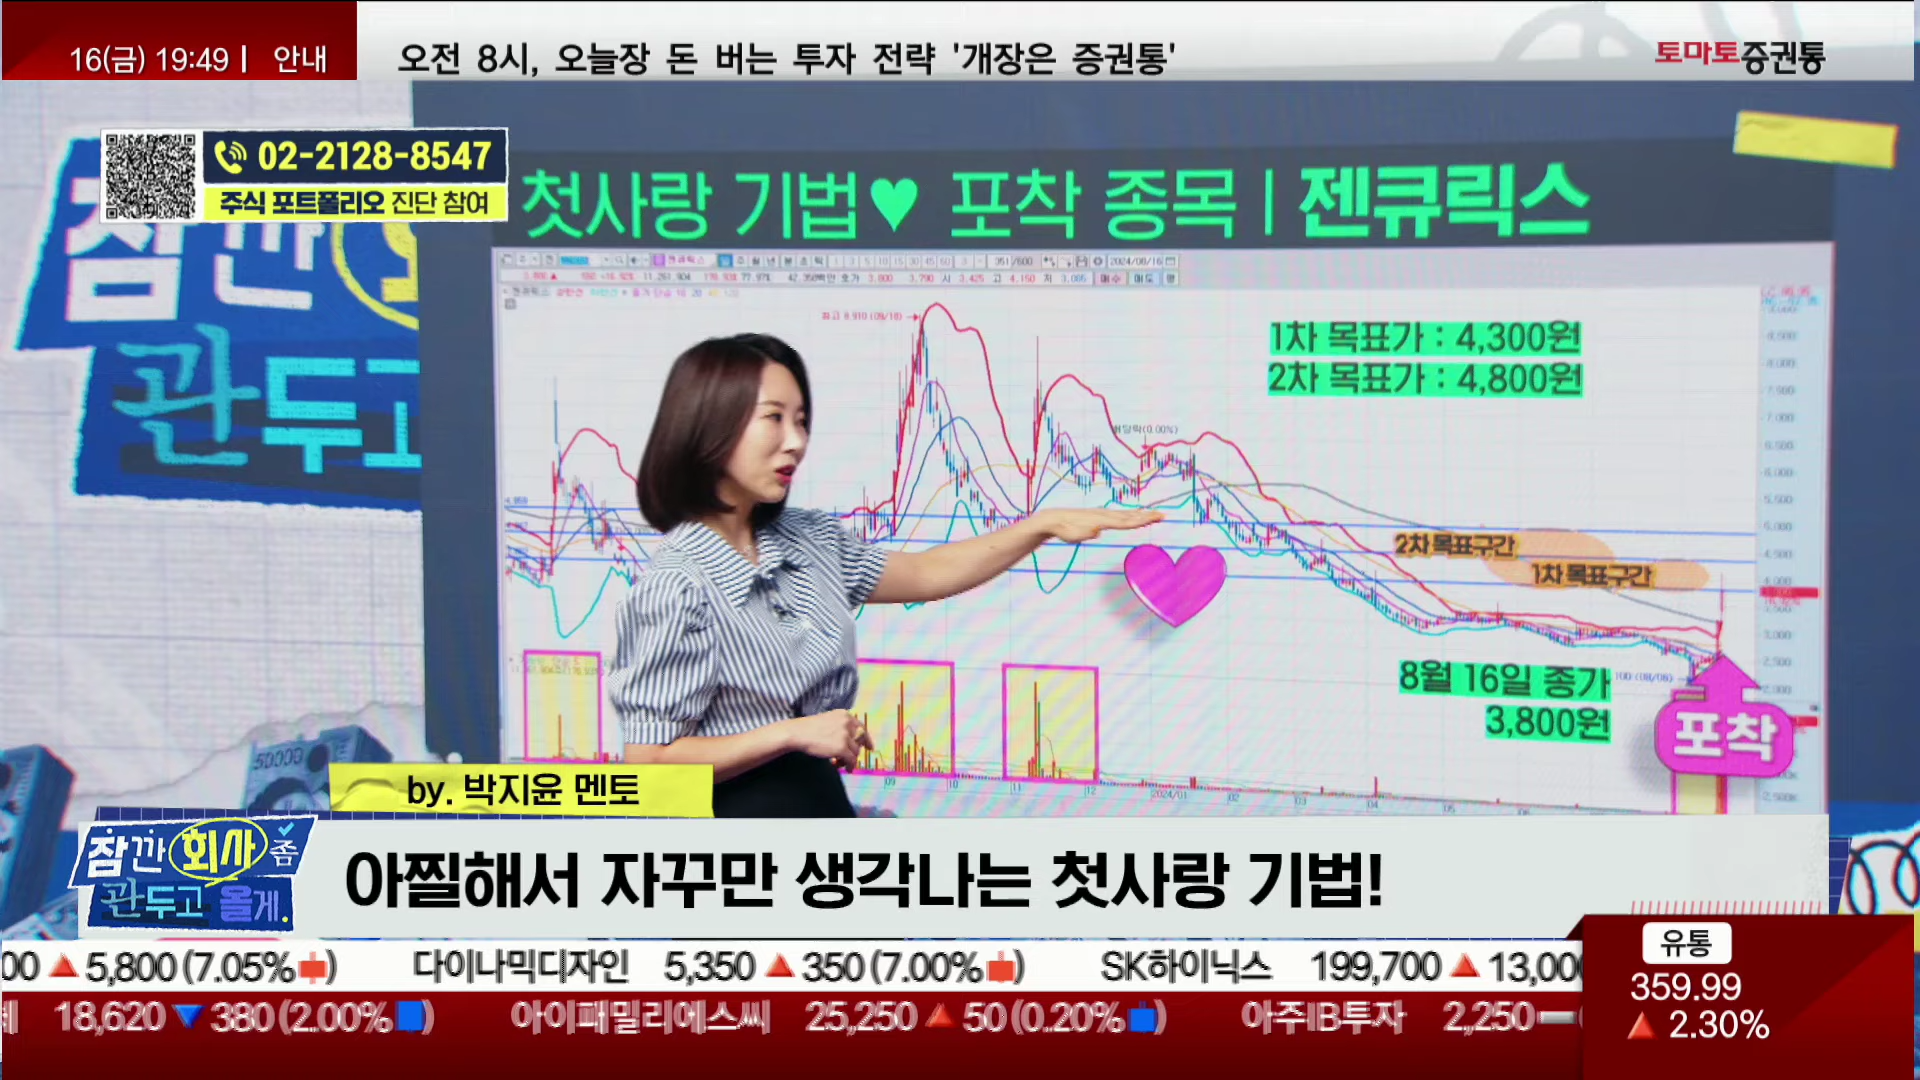 16(금) 19:49 | 안내
오전 8시, 오늘장 돈 버는 투자 전략 '개장은 증권통'
토마토증권통
02-2128-8547
주식 포트폴리오 진단 참여
첫사랑 기법♥ 포착 종목 | 젠큐릭스
잠깐
관두고
2024/08/16
1차 목표가 : 4,300원
2차 목표가 : 4,800원
2차 목표구간
1차 목표구간
8월 16일 종가
3,800원
포착
by. 박지윤 멘토
잠깐 회사 좀
관두고 올게.
아찔해서 자꾸만 생각나는 첫사랑 기법!
00 ▲ 5,800 (7.05%) 다이나믹디자인 5,350 ▲ 350 (7.00%) SK하이닉스 199,700 ▲ 13,000
18,620 ▼ 380 (2.00%) 아이패밀리에스씨 25,250 ▲ 50 (0.20%) 아주IB투자 2,250
유통
359.99
▲ 2.30%